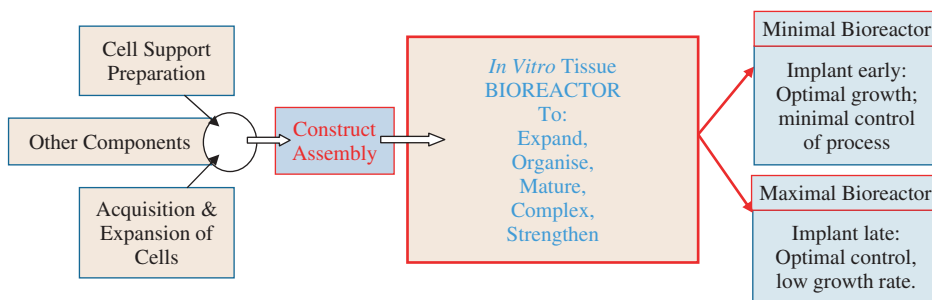 Cell Support
Preparation
Other Components
Acquisition &
Expansion of
Cells
Construct
Assembly
In Vitro Tissue
BIOREACTOR
To:
Expand,
Organise,
Mature,
Complex,
Strengthen
Minimal Bioreactor
Implant early:
Optimal growth;
minimal control
of process
Maximal Bioreactor
Implant late:
Optimal control,
low growth rate.